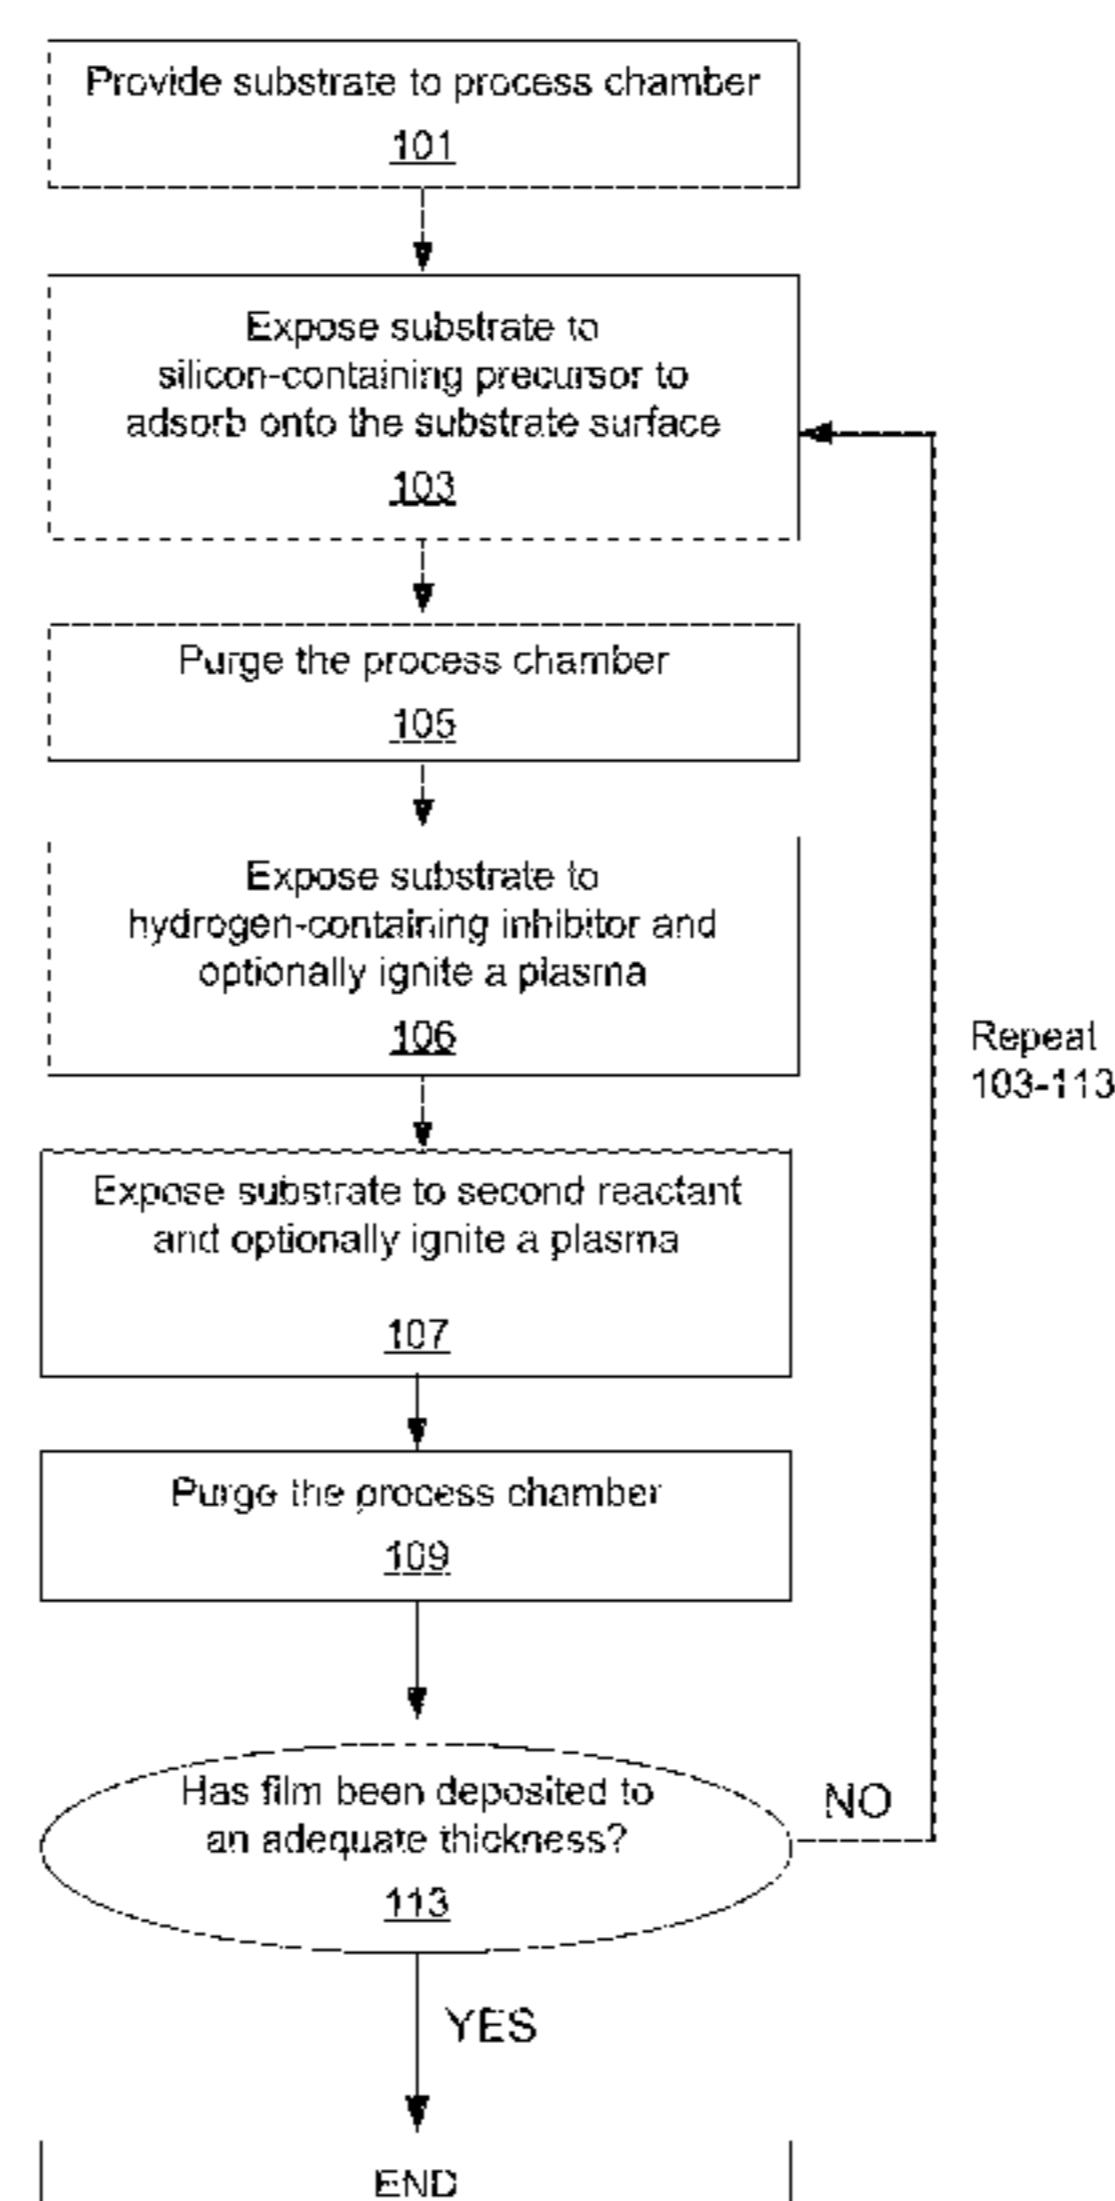 Provide substrate to process chamber
101
Expose substrate to
silicon-containing precursor to
adsorb onto the substrate surface
103
Purge the process chamber
105
Expose substrate to
hydrogen-containing inhibitor and
optionally ignite a plasma
106
Repeat
103-113
Expose substrate to second reactant
and optionally ignite a plasma
107
Purge the process chamber
109
Has film been deposited to
an adequate thickness?
113
NO
YES
END